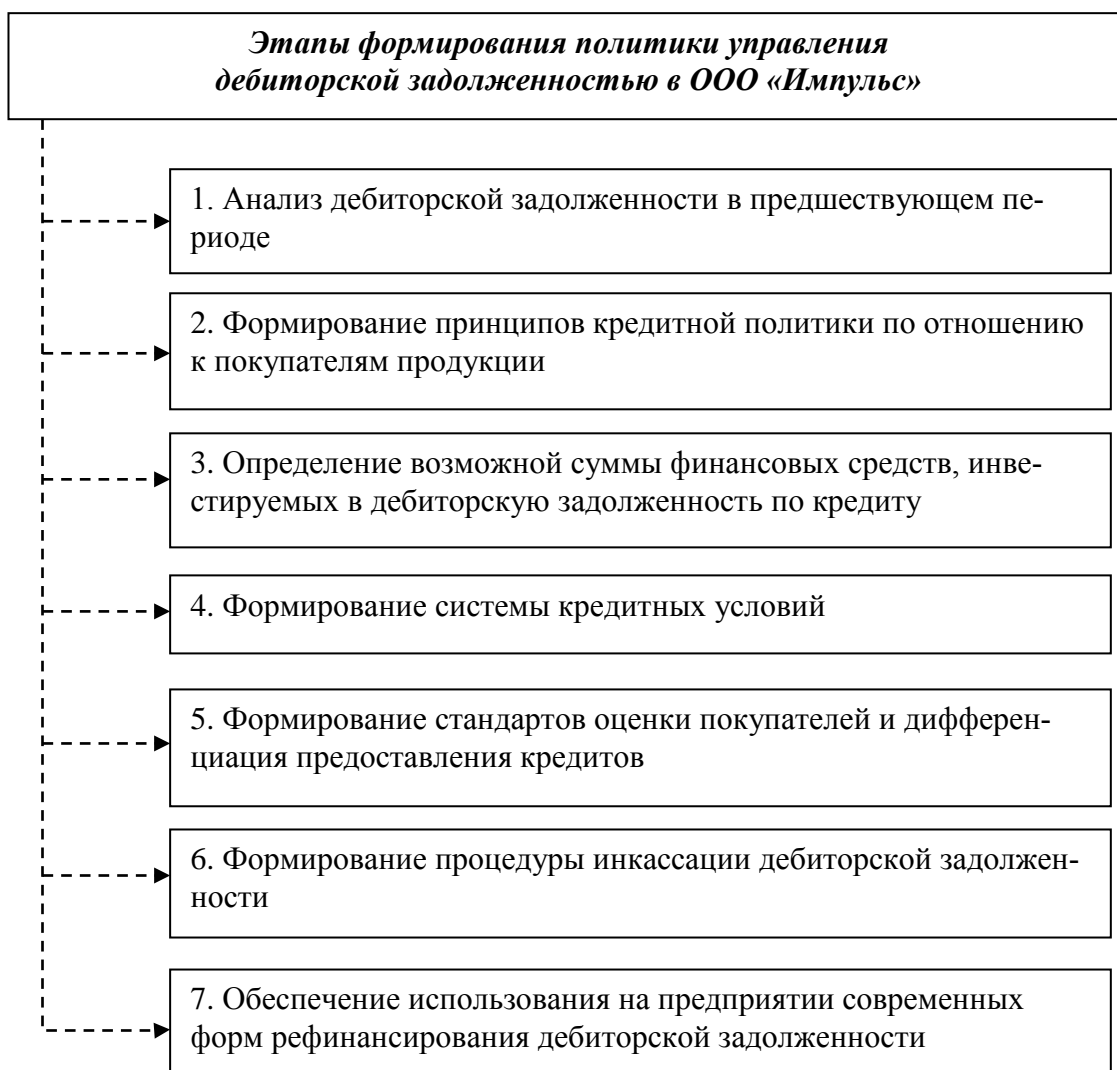 Этапы формирования политики управления
дебиторской задолженностью в ООО «Импульс»
1. Анализ дебиторской задолженности в предшествующем пе-
риоде
2. Формирование принципов кредитной политики по отношению
к покупателям продукции
3. Определение возможной суммы финансовых средств, инве-
стируемых в дебиторскую задолженность по кредиту
4. Формирование системы кредитных условий
5. Формирование стандартов оценки покупателей и дифферен-
циация предоставления кредитов
6. Формирование процедуры инкассации дебиторской задолжен-
ности
7. Обеспечение использования на предприятии современных
форм рефинансирования дебиторской задолженности